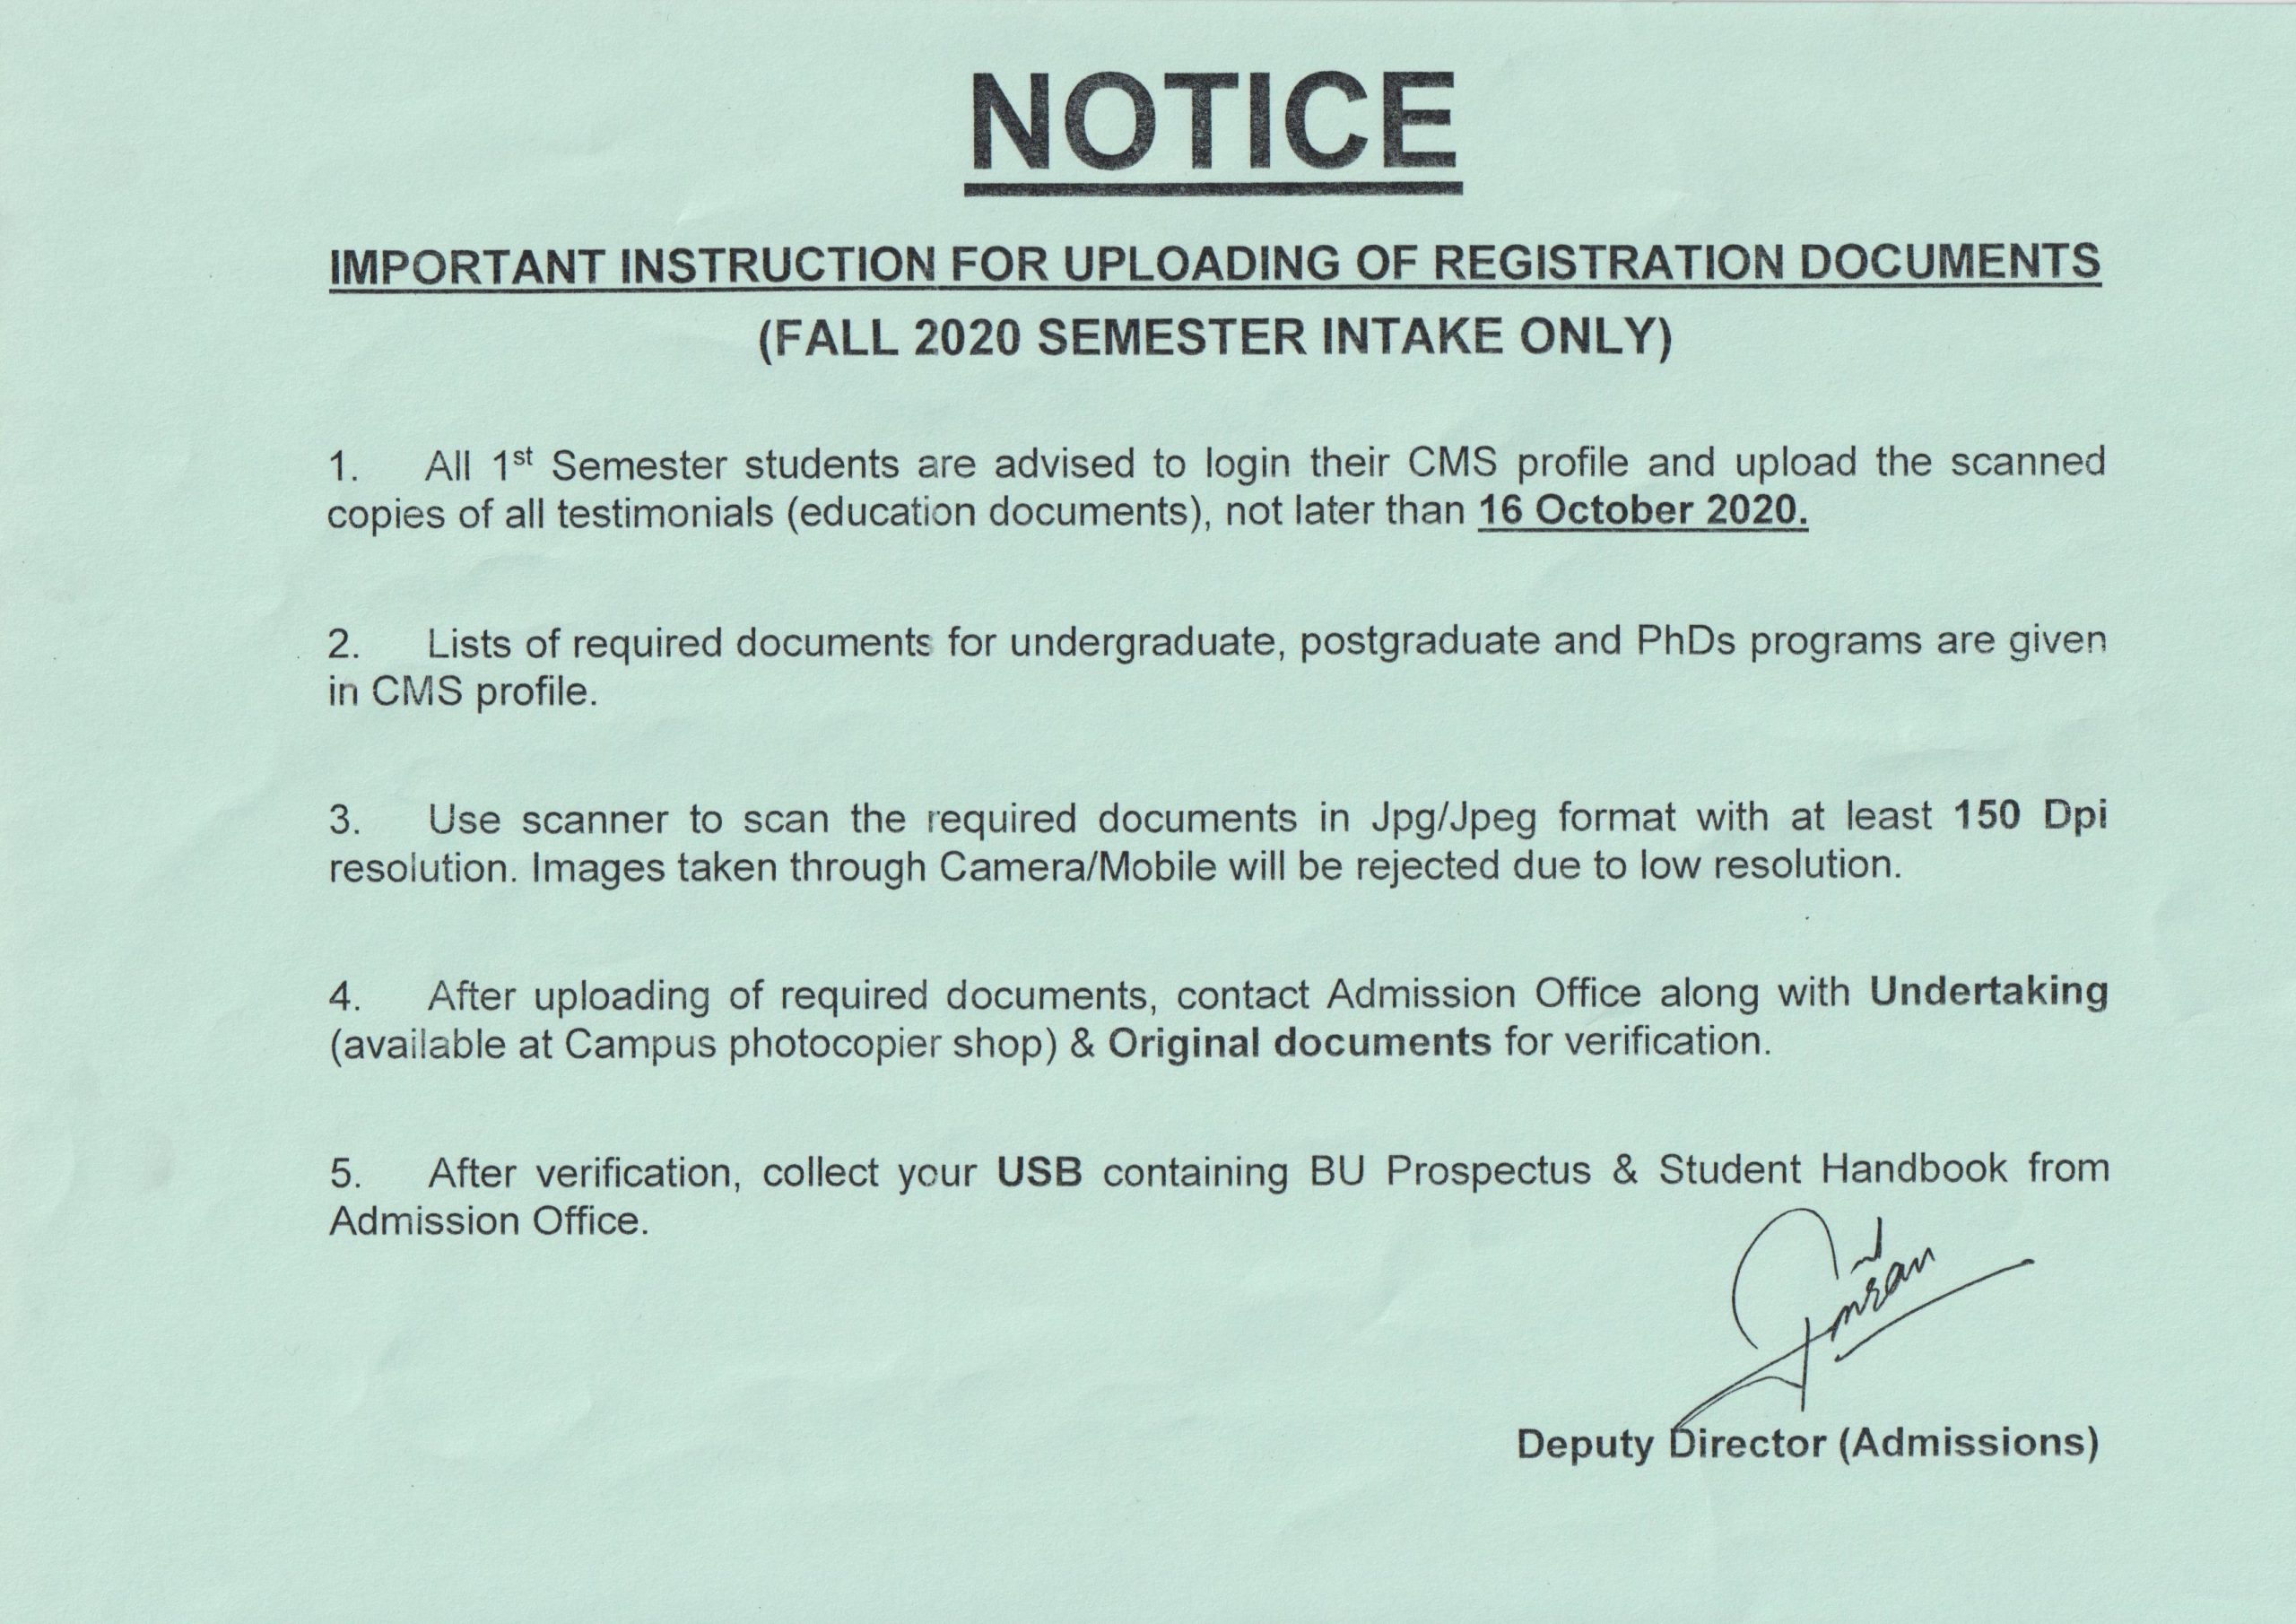 NOTICE
IMPORTANT INSTRUCTION FOR UPLOADING OF REGISTRATION DOCUMENTS
(FALL 2020 SEMESTER INTAKE ONLY)
1. All 1st Semester students are advised to login their CMS profile and upload the scanned
copies of all testimonials (education documents), not later than 16 October 2020.
2. Lists of required documents for undergraduate, postgraduate and PhDs programs are given
in CMS profile.
3. Use scanner to scan the required documents in Jpg/Jpeg format with at least 150 Dpi
resolution. Images taken through Camera/Mobile will be rejected due to low resolution.
4. After uploading of required documents, contact Admission Office along with Undertaking
(available at Campus photocopier shop) & Original documents for verification.
5. After verification, collect your USB containing BU Prospectus & Student Handbook from
Admission Office.
Deputy Director (Admissions)